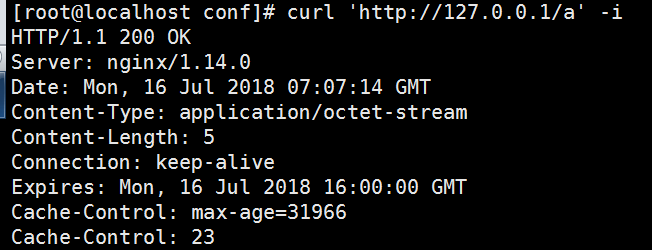 [root@localhost conf]# curl 'http://127.0.0.1/a' -i
HTTP/1.1 200 OK
Server: nginx/1.14.0
Date: Mon, 16 Jul 2018 07:07:14 GMT
Content-Type: application/octet-stream
Content-Length: 5
Connection: keep-alive
Expires: Mon, 16 Jul 2018 16:00:00 GMT
Cache-Control: max-age=31966
Cache-Control: 23